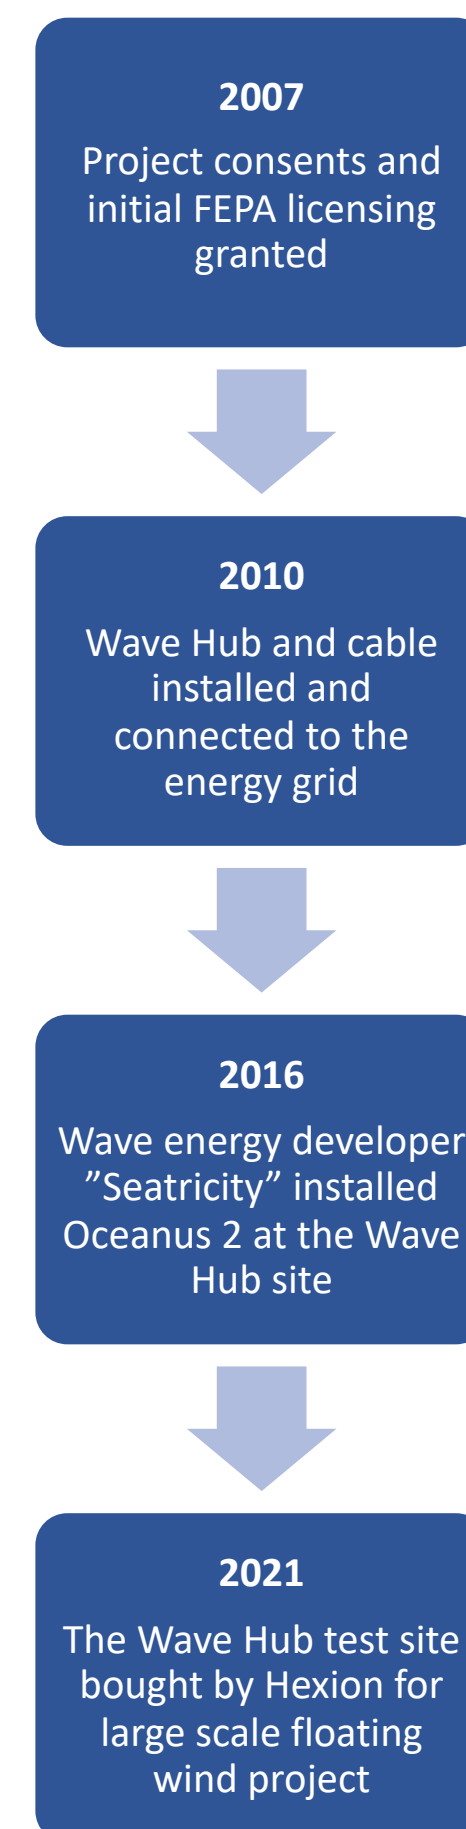 2007
Project consents and
initial FEPA licensing
granted
2010
Wave Hub and cable
installed and
connected to the
energy grid
2016
Wave energy developer
”Seatricity” installed
Oceanus 2 at the Wave
Hub site
2021
The Wave Hub test site
bought by Hexion for
large scale floating
wind project